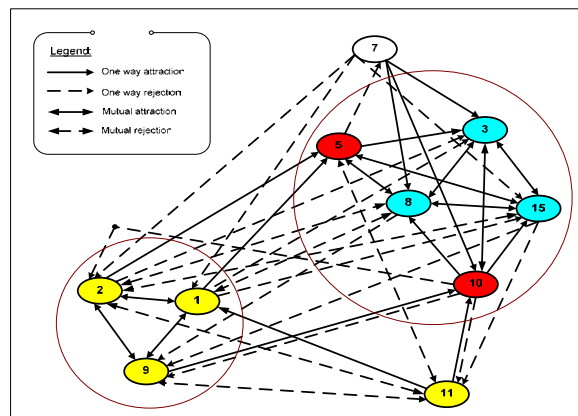 Legend:
One way attraction
One way rejection
Mutual attraction
Mutual rejection
7
3
5
8
15
2
1
10
9
11